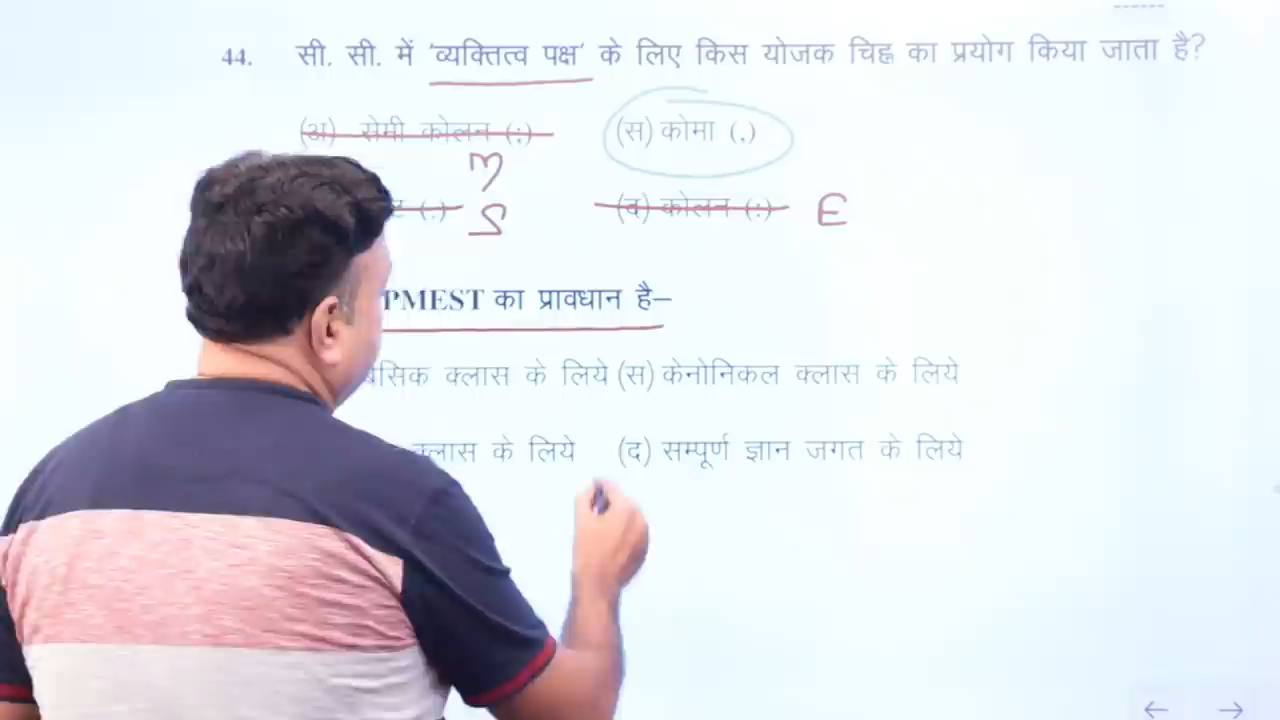 44. सी. सी. में 'व्यक्तित्व पक्ष' के लिए किस योजक चिह्न का प्रयोग किया जाता है?
(अ) सेमी कोलन (;) (स) कोमा (,)
M
(.) S (द) कोलन (:) E
PMEST का प्रावधान है–
क्लास के लिये (स) केनोनिकल क्लास के लिये
क्लास के लिये (द) सम्पूर्ण ज्ञान जगत के लिये